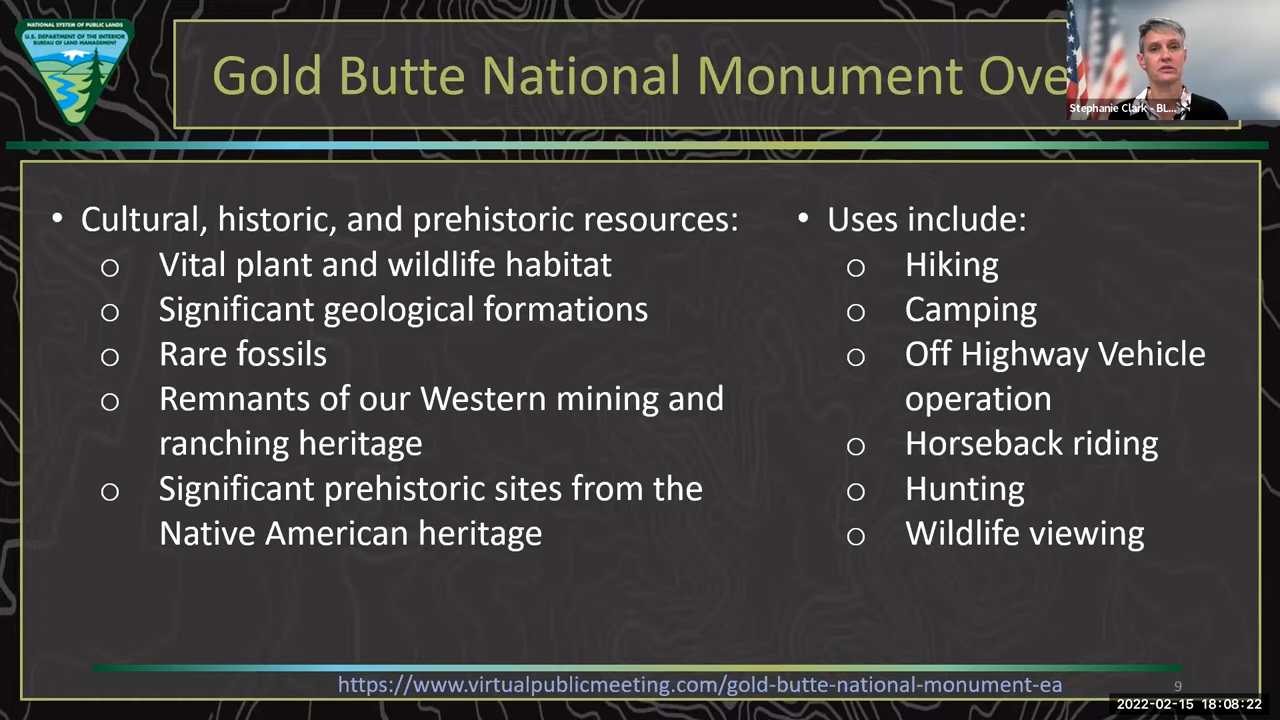 NATIONAL SYSTEM OF PUBLIC LANDS
U.S. DEPARTMENT OF THE INTERIOR
BUREAU OF LAND MANAGEMENT
Gold Butte National Monument Ove
Stephanie Clark - BL...
• Cultural, historic, and prehistoric resources:
o Vital plant and wildlife habitat
o Significant geological formations
o Rare fossils
o Remnants of our Western mining and
ranching heritage
o Significant prehistoric sites from the
Native American heritage
• Uses include:
o Hiking
o Camping
o Off Highway Vehicle
operation
o Horseback riding
o Hunting
o Wildlife viewing
https://www.virtualpublicmeeting.com/gold-butte-national-monument-ea
9
2022-02-15 18:08:22